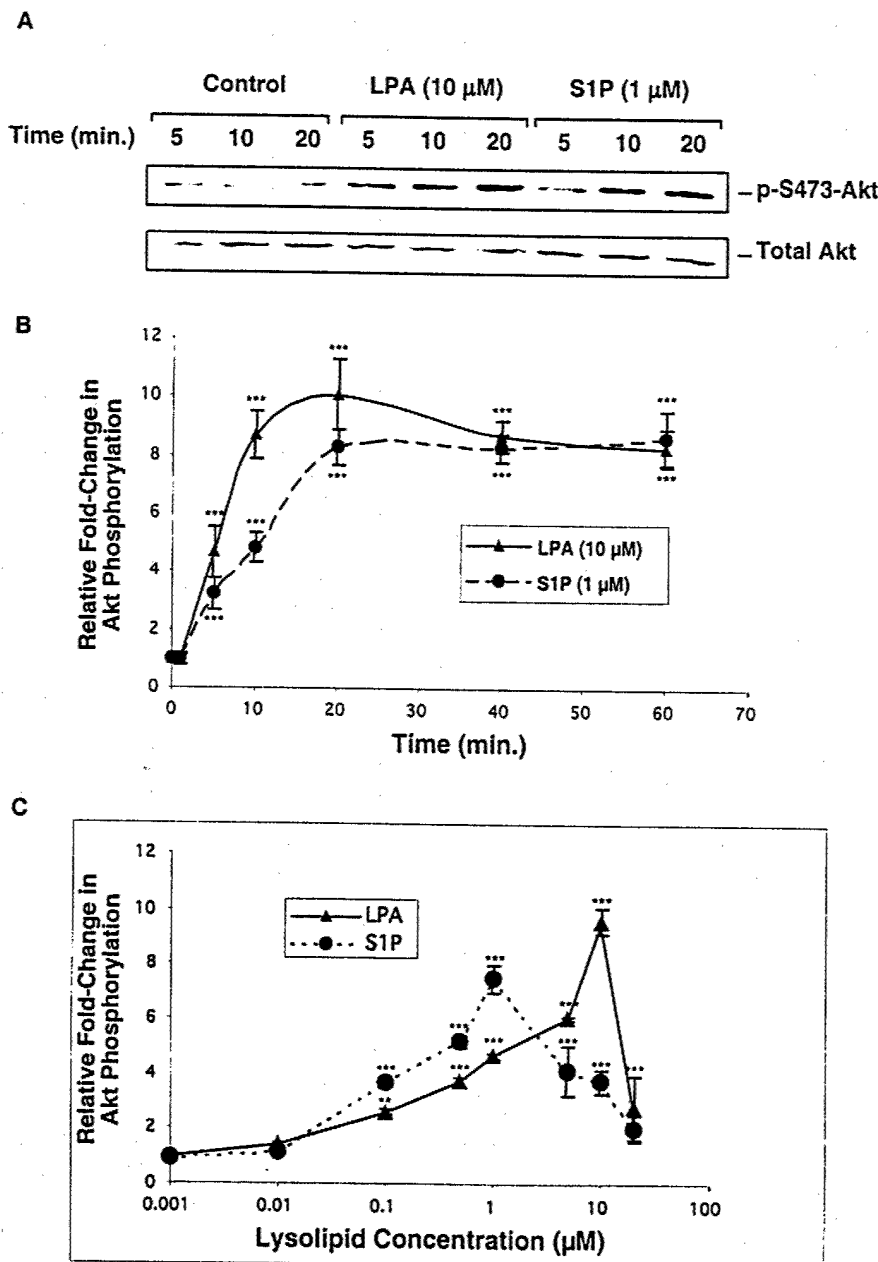 A
Control LPA (10 µM) S1P (1 µM)
Time (min.) 5 10 20 5 10 20 5 10 20
p-S473-Akt
Total Akt
B
Relative Fold-Change in
Akt Phosphorylation
12
10
8
6
4
2
0
*** *** *** *** ***
*** *** *** *** ***
LPA (10 µM)
S1P (1 µM)
0 10 20 30 40 50 60 70
Time (min.)
C
Relative Fold-Change in
Akt Phosphorylation
12
10
8
6
4
2
0
LPA
S1P
*** *** *** *** ***
** *** *** *** *** ***
0.001 0.01 0.1 1 10 100
Lysolipid Concentration (µM)